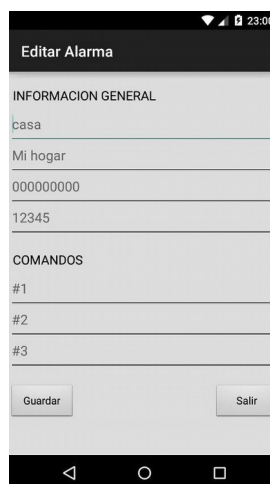 23:00
Editar Alarma
INFORMACION GENERAL
casa
Mi hogar
000000000
12345
COMANDOS
#1
#2
#3
Guardar Salir